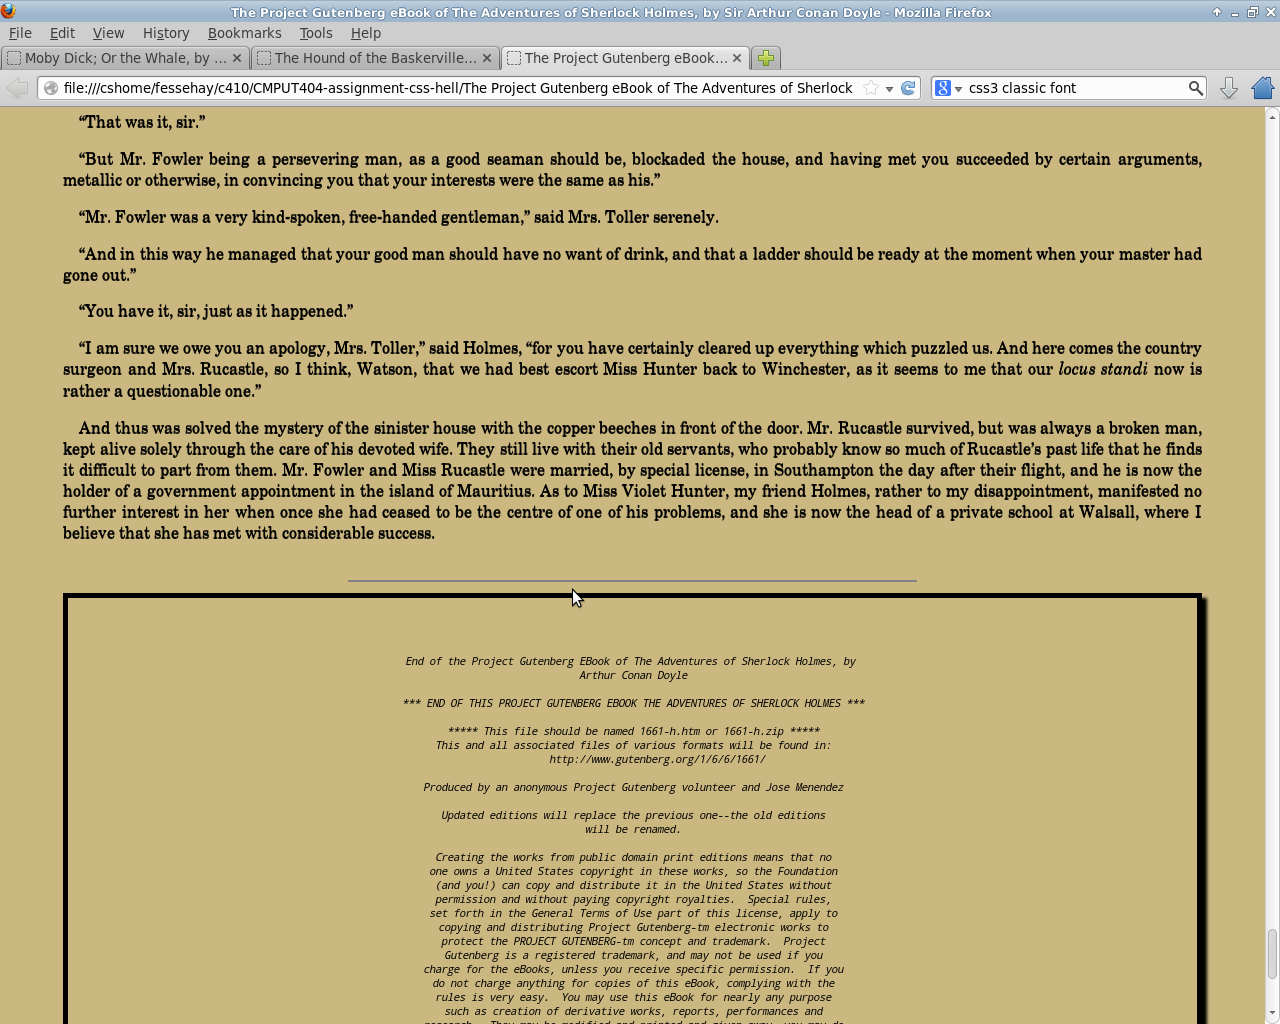 The Project Gutenberg eBook of The Adventures of Sherlock Holmes, by Sir Arthur Conan Doyle - Mozilla Firefox
File Edit View History Bookmarks Tools Help
Moby Dick; Or the Whale, by ... The Hound of the Baskerville... The Project Gutenberg eBook...
file:///cshome/fessehay/c410/CMPUT404-assignment-css-hell/The Project Gutenberg eBook of The Adventures of Sherlock css3 classic font
“That was it, sir.”
“But Mr. Fowler being a persevering man, as a good seaman should be, blockaded the house, and having met you succeeded by certain arguments,
metallic or otherwise, in convincing you that your interests were the same as his.”
“Mr. Fowler was a very kind-spoken, free-handed gentleman,” said Mrs. Toller serenely.
“And in this way he managed that your good man should have no want of drink, and that a ladder should be ready at the moment when your master had
gone out.”
“You have it, sir, just as it happened.”
“I am sure we owe you an apology, Mrs. Toller,” said Holmes, “for you have certainly cleared up everything which puzzled us. And here comes the country
surgeon and Mrs. Rucastle, so I think, Watson, that we had best escort Miss Hunter back to Winchester, as it seems to me that our locus standi now is
rather a questionable one.”
And thus was solved the mystery of the sinister house with the copper beeches in front of the door. Mr. Rucastle survived, but was always a broken man,
kept alive solely through the care of his devoted wife. They still live with their old servants, who probably know so much of Rucastle’s past life that he finds
it difficult to part from them. Mr. Fowler and Miss Rucastle were married, by special license, in Southampton the day after their flight, and he is now the
holder of a government appointment in the island of Mauritius. As to Miss Violet Hunter, my friend Holmes, rather to my disappointment, manifested no
further interest in her when once she had ceased to be the centre of one of his problems, and she is now the head of a private school at Walsall, where I
believe that she has met with considerable success.
End of the Project Gutenberg EBook of The Adventures of Sherlock Holmes, by
Arthur Conan Doyle
*** END OF THIS PROJECT GUTENBERG EBOOK THE ADVENTURES OF SHERLOCK HOLMES ***
***** This file should be named 1661-h.htm or 1661-h.zip *****
This and all associated files of various formats will be found in:
http://www.gutenberg.org/1/6/6/1661/
Produced by an anonymous Project Gutenberg volunteer and Jose Menendez
Updated editions will replace the previous one--the old editions
will be renamed.
Creating the works from public domain print editions means that no
one owns a United States copyright in these works, so the Foundation
(and you!) can copy and distribute it in the United States without
permission and without paying copyright royalties. Special rules,
set forth in the General Terms of Use part of this license, apply to
copying and distributing Project Gutenberg-tm electronic works to
protect the PROJECT GUTENBERG-tm concept and trademark. Project
Gutenberg is a registered trademark, and may not be used if you
charge for the eBooks, unless you receive specific permission. If you
do not charge anything for copies of this eBook, complying with the
rules is very easy. You may use this eBook for nearly any purpose
such as creation of derivative works, reports, performances and